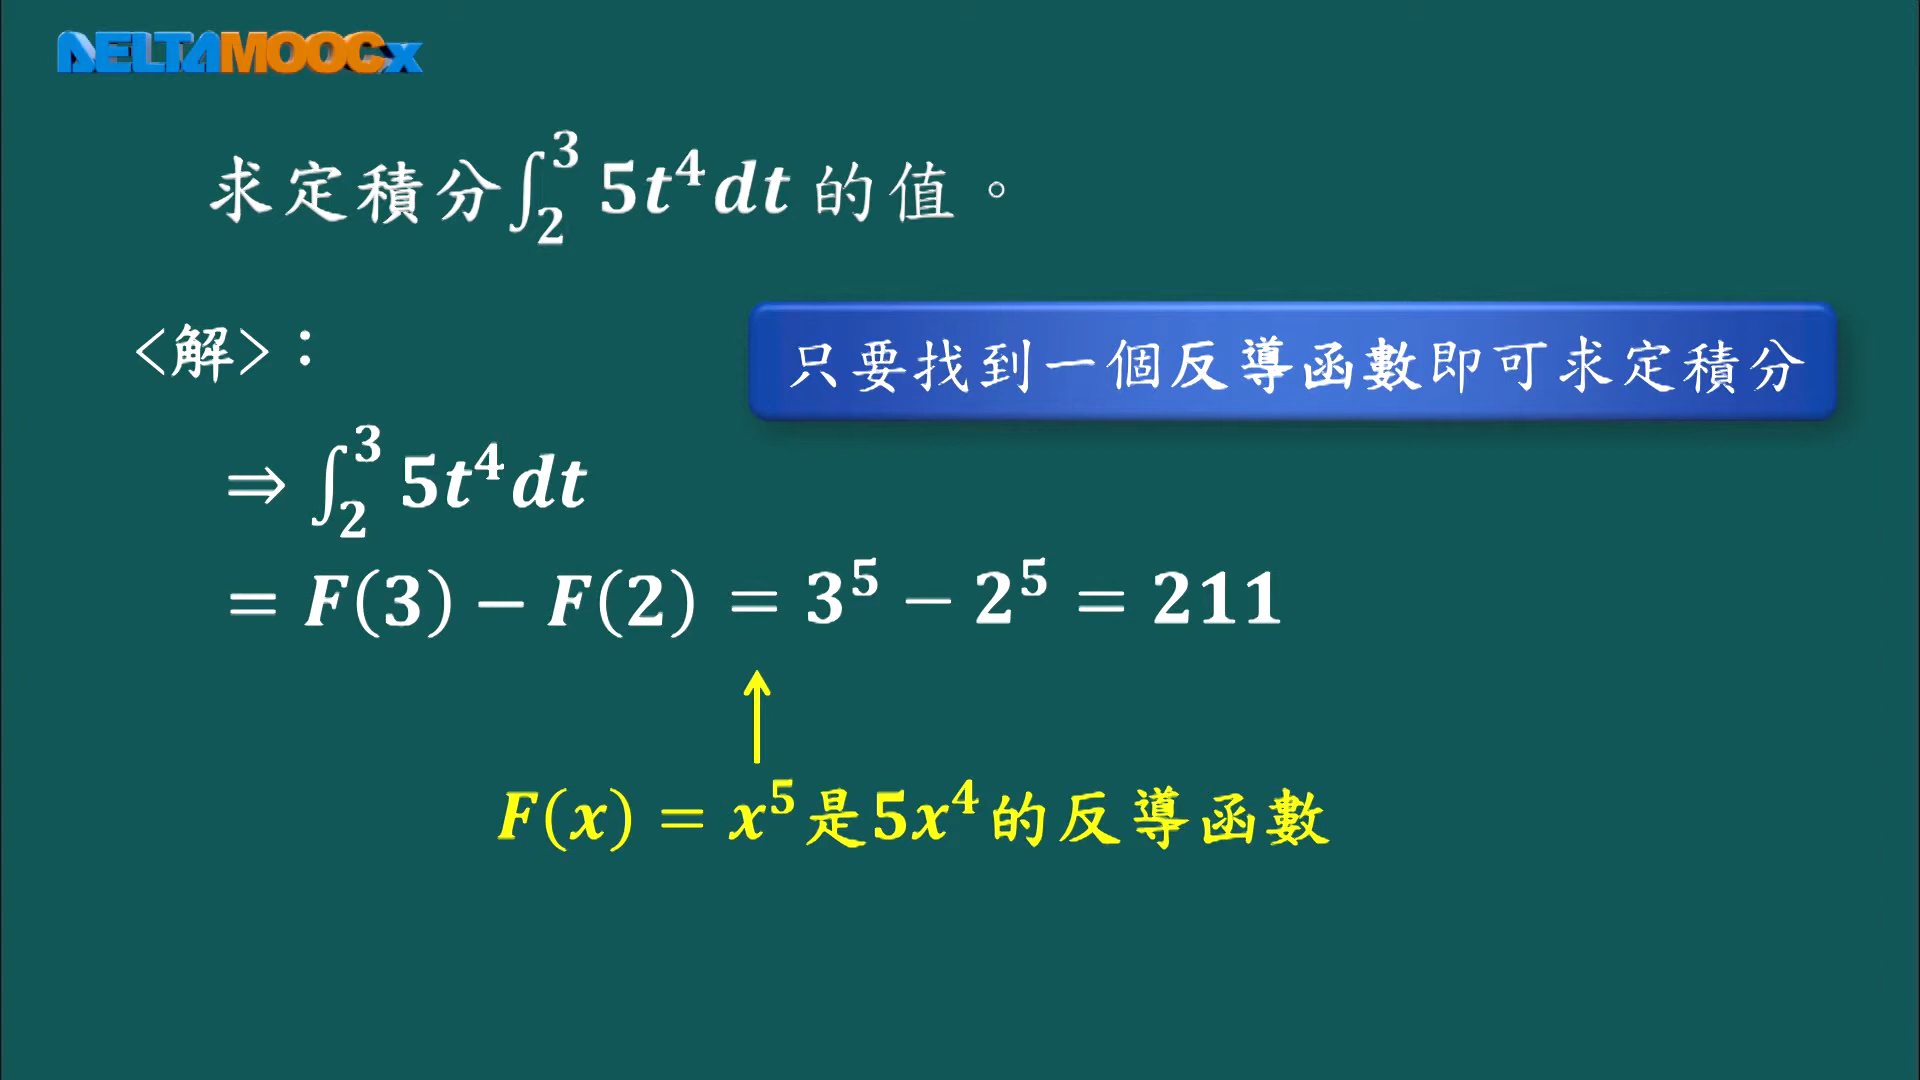 DELTAMOOCx
求定積分∫₂³ 5t⁴dt 的值。
<解>：
只要找到一個反導函數即可求定積分
⇒ ∫₂³ 5t⁴dt
= F(3) − F(2) = 3⁵ − 2⁵ = 211
↑
F(x) = x⁵是5x⁴的反導函數